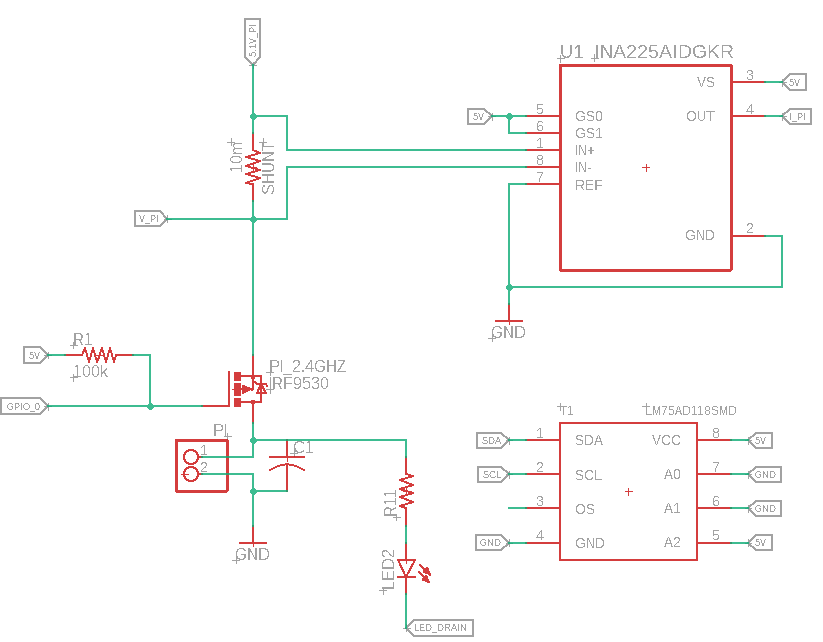 5.1V_PI
U1 INA225AIDGKR
VS 3 5V
5V 5 GS0 OUT 4 I_PI
6 GS1
10m
SHUNT
1 IN+
8 IN-
7 REF
V_PI
GND 2
GND
R1
5V
100k
PI_2.4GHZ
IRF9530
GPIO_0
PI
1
2
C1
GND
R11
LED2
LED_DRAIN
T1 LM75AD118SMD
SDA 1 SDA VCC 8 5V
SCL 2 SCL A0 7 GND
3 OS A1 6 GND
GND 4 GND A2 5 5V